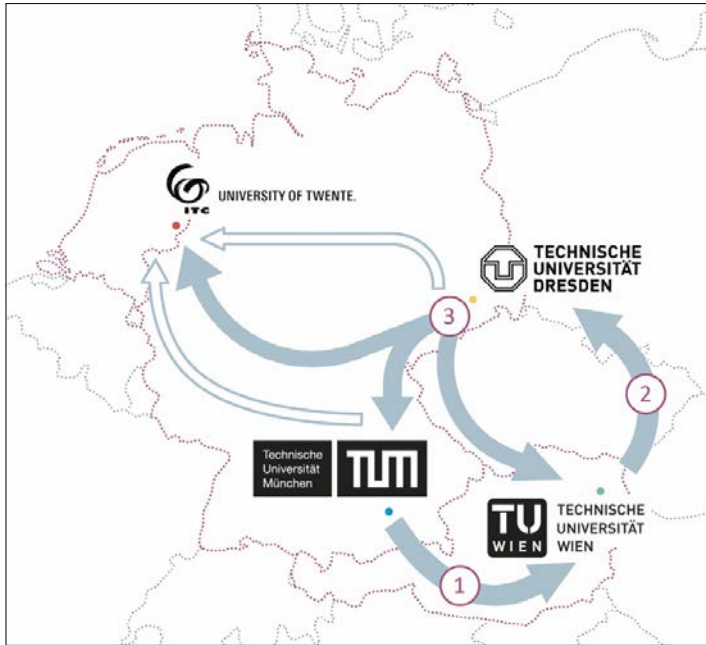 ITC
UNIVERSITY OF TWENTE.
TECHNISCHE
UNIVERSITÄT
DRESDEN
3
2
Technische
Universität
München
TUM
TU
WIEN
TECHNISCHE
UNIVERSITÄT
WIEN
1